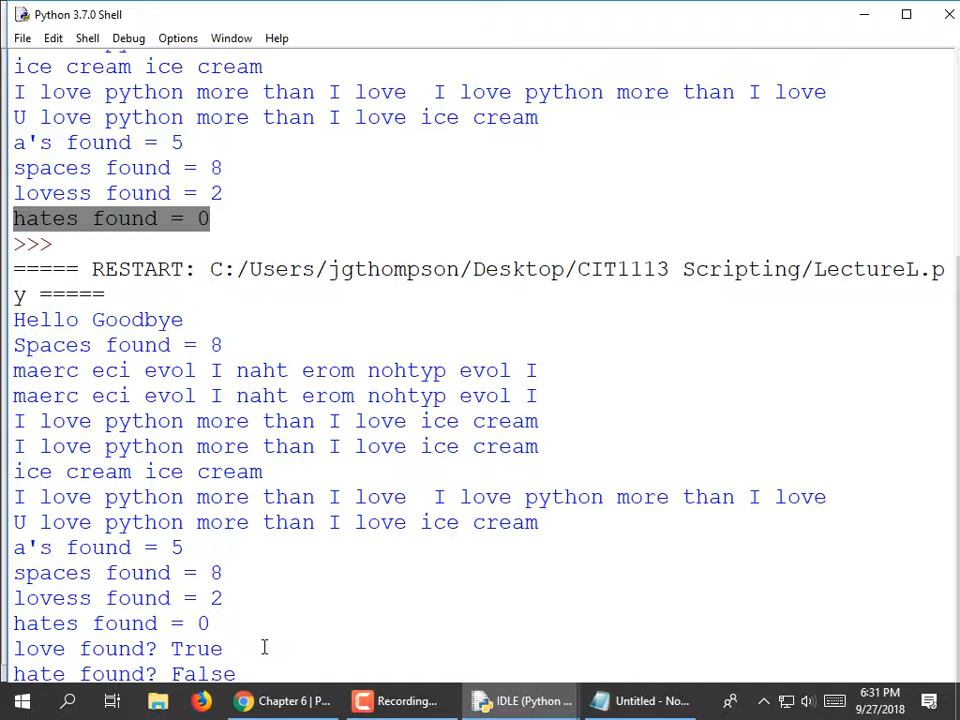 Python 3.7.0 Shell
File Edit Shell Debug Options Window Help
ice cream ice cream
I love python more than I love  I love python more than I love
U love python more than I love ice cream
a's found = 5
spaces found = 8
lovess found = 2
hates found = 0
>>>
===== RESTART: C:/Users/jgthompson/Desktop/CIT1113 Scripting/LectureL.p
y =====
Hello Goodbye
Spaces found = 8
maerc eci evol I naht erom nohtyp evol I
maerc eci evol I naht erom nohtyp evol I
I love python more than I love ice cream
I love python more than I love ice cream
ice cream ice cream
I love python more than I love  I love python more than I love
U love python more than I love ice cream
a's found = 5
spaces found = 8
lovess found = 2
hates found = 0
love found? True
hate found? False
Chapter 6 | P... Recording... IDLE (Python ... Untitled - No... 6:31 PM
9/27/2018